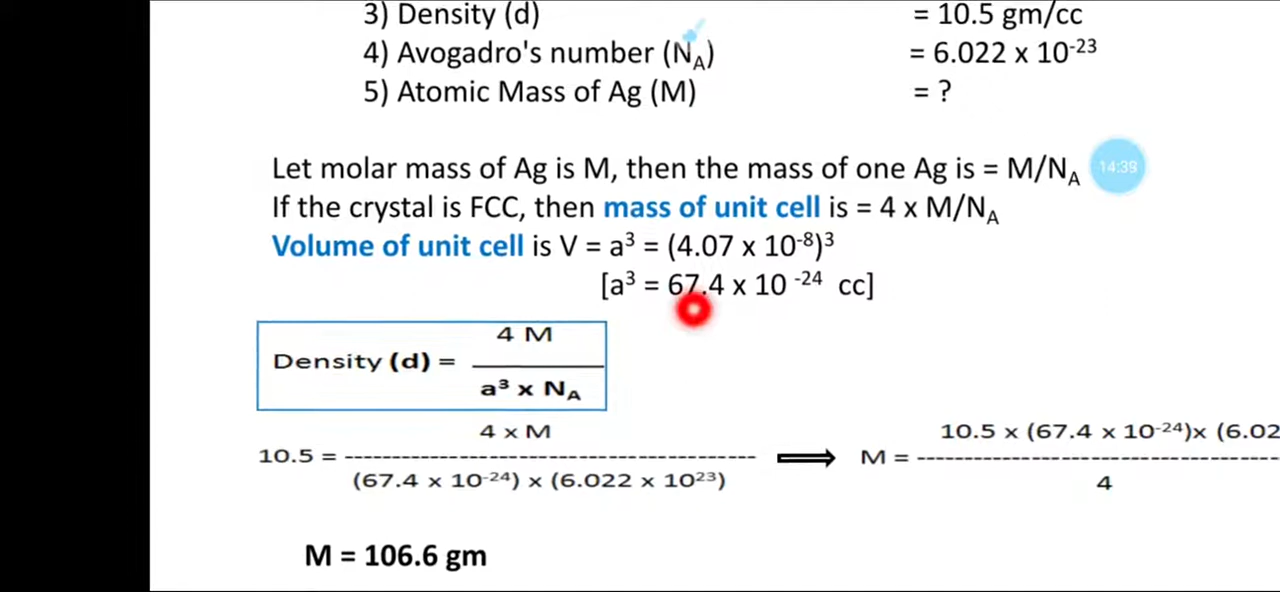 3) Density (d) = 10.5 gm/cc
4) Avogadro's number (Nₐ) = 6.022 x 10⁻²³
5) Atomic Mass of Ag (M) = ?
Let molar mass of Ag is M, then the mass of one Ag is = M/Nₐ
14:39
If the crystal is FCC, then mass of unit cell is = 4 x M/Nₐ
Volume of unit cell is V = a³ = (4.07 x 10⁻⁸)³
[a³ = 67.4 x 10 ⁻²⁴ cc]
4 M
Density (d) =
a³ x Nₐ
4 x M
10.5 =
(67.4 x 10⁻²⁴) x (6.022 x 10²³)
10.5 x (67.4 x 10⁻²⁴)x (6.02
⟹ M =
4
M = 106.6 gm